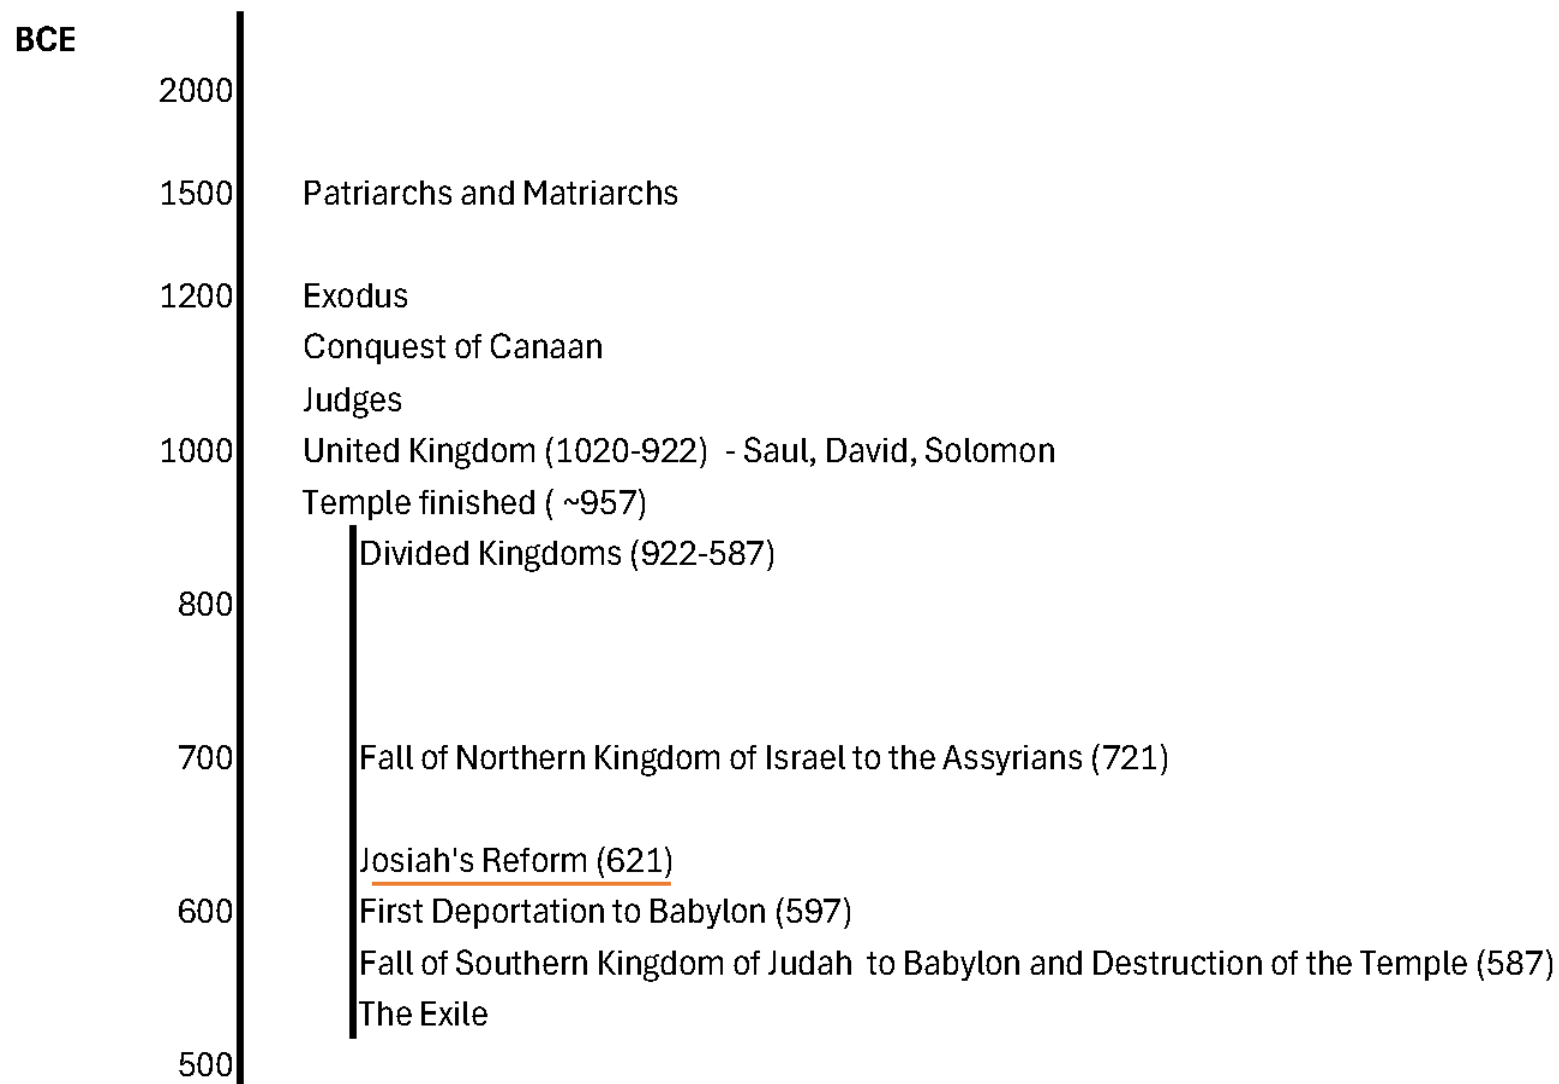 BCE
2000
1500 Patriarchs and Matriarchs
1200 Exodus
Conquest of Canaan
Judges
1000 United Kingdom (1020-922)  - Saul, David, Solomon
Temple finished ( ~957)
Divided Kingdoms (922-587)
800
700 Fall of Northern Kingdom of Israel to the Assyrians (721)
Josiah's Reform (621)
600 First Deportation to Babylon (597)
Fall of Southern Kingdom of Judah  to Babylon and Destruction of the Temple (587)
The Exile
500